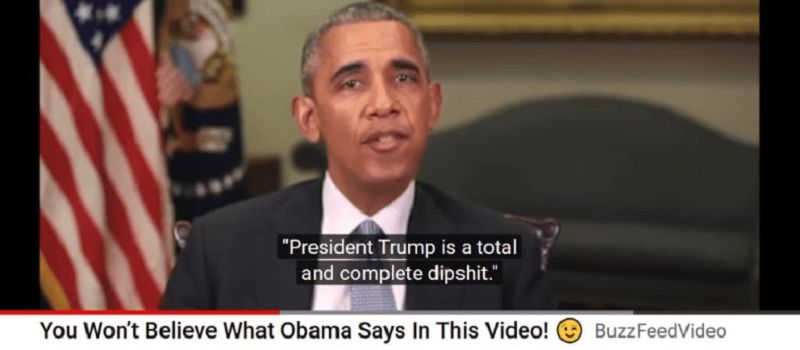 "President Trump is a total
and complete dipshit."
You Won't Believe What Obama Says In This Video! 😉 BuzzFeedVideo